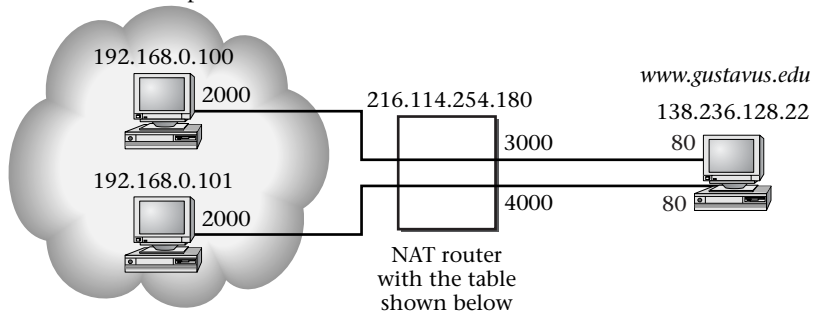 192.168.0.100
2000
192.168.0.101
2000
216.114.254.180
3000
4000
NAT router
with the table
shown below
www.gustavus.edu
138.236.128.22
80
80